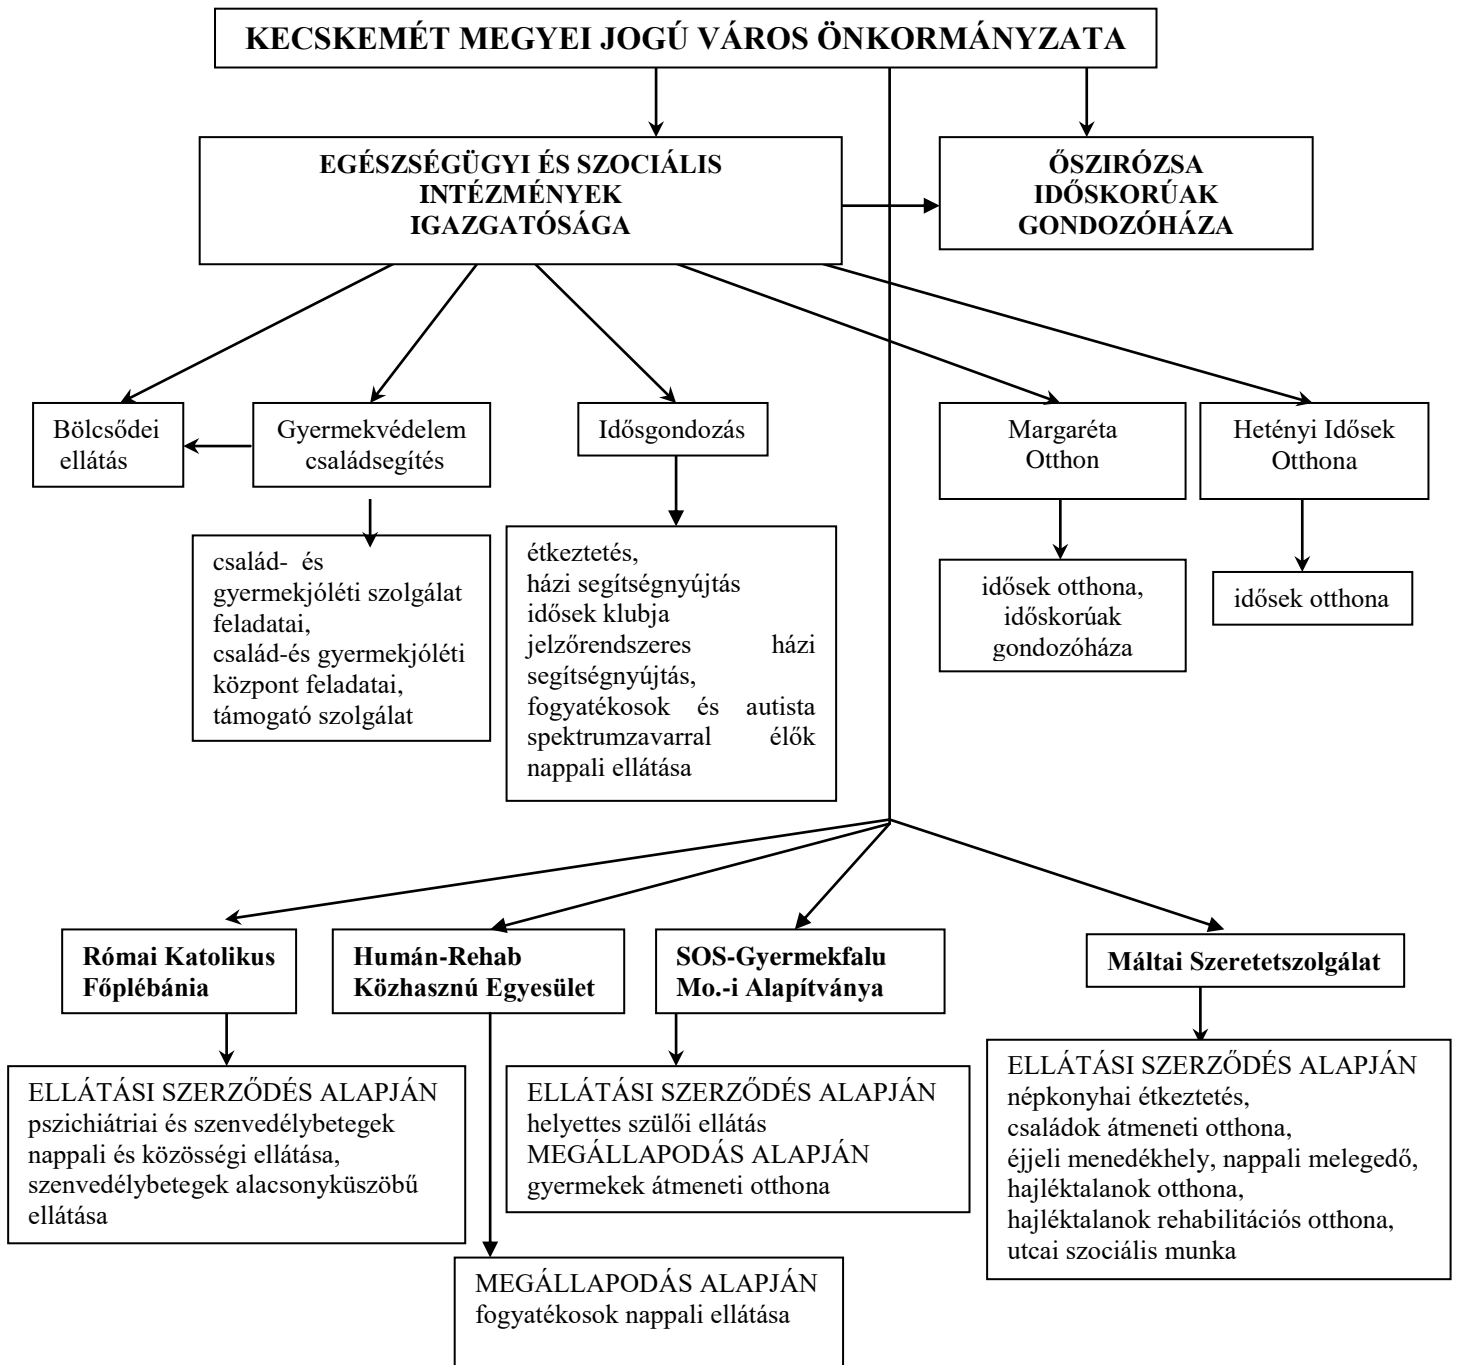 KECSKEMÉT MEGYEI JOGÚ VÁROS ÖNKORMÁNYZATA
EGÉSZSÉGÜGYI ÉS SZOCIÁLIS
INTÉZMÉNYEK
IGAZGATÓSÁGA
ŐSZIRÓZSA
IDŐSKORÚAK
GONDOZÓHÁZA
Bölcsődei
ellátás
Gyermekvédelem
családsegítés
Idősgondozás
Margaréta
Otthon
Hetényi Idősek
Otthona
család- és
gyermekjóléti szolgálat
feladatai,
család-és gyermekjóléti
központ feladatai,
támogató szolgálat
étkeztetés,
házi segítségnyújtás
idősek klubja
jelzőrendszeres házi
segítségnyújtás,
fogyatékosok és autista
spektrumzavarral élők
nappali ellátása
idősek otthona,
időskorúak
gondozóháza
idősek otthona
Római Katolikus
Főplébánia
Humán-Rehab
Közhasznú Egyesület
SOS-Gyermekfalu
Mo.-i Alapítványa
Máltai Szeretetszolgálat
ELLÁTÁSI SZERZŐDÉS ALAPJÁN
pszichiátriai és szenvedélybetegek
nappali és közösségi ellátása,
szenvedélybetegek alacsonyküszöbű
ellátása
MEGÁLLAPODÁS ALAPJÁN
fogyatékosok nappali ellátása
ELLÁTÁSI SZERZŐDÉS ALAPJÁN
helyettes szülői ellátás
MEGÁLLAPODÁS ALAPJÁN
gyermekek átmeneti otthona
ELLÁTÁSI SZERZŐDÉS ALAPJÁN
népkonyhai étkeztetés,
családok átmeneti otthona,
éjjeli menedékhely, nappali melegedő,
hajléktalanok otthona,
hajléktalanok rehabilitációs otthona,
utcai szociális munka